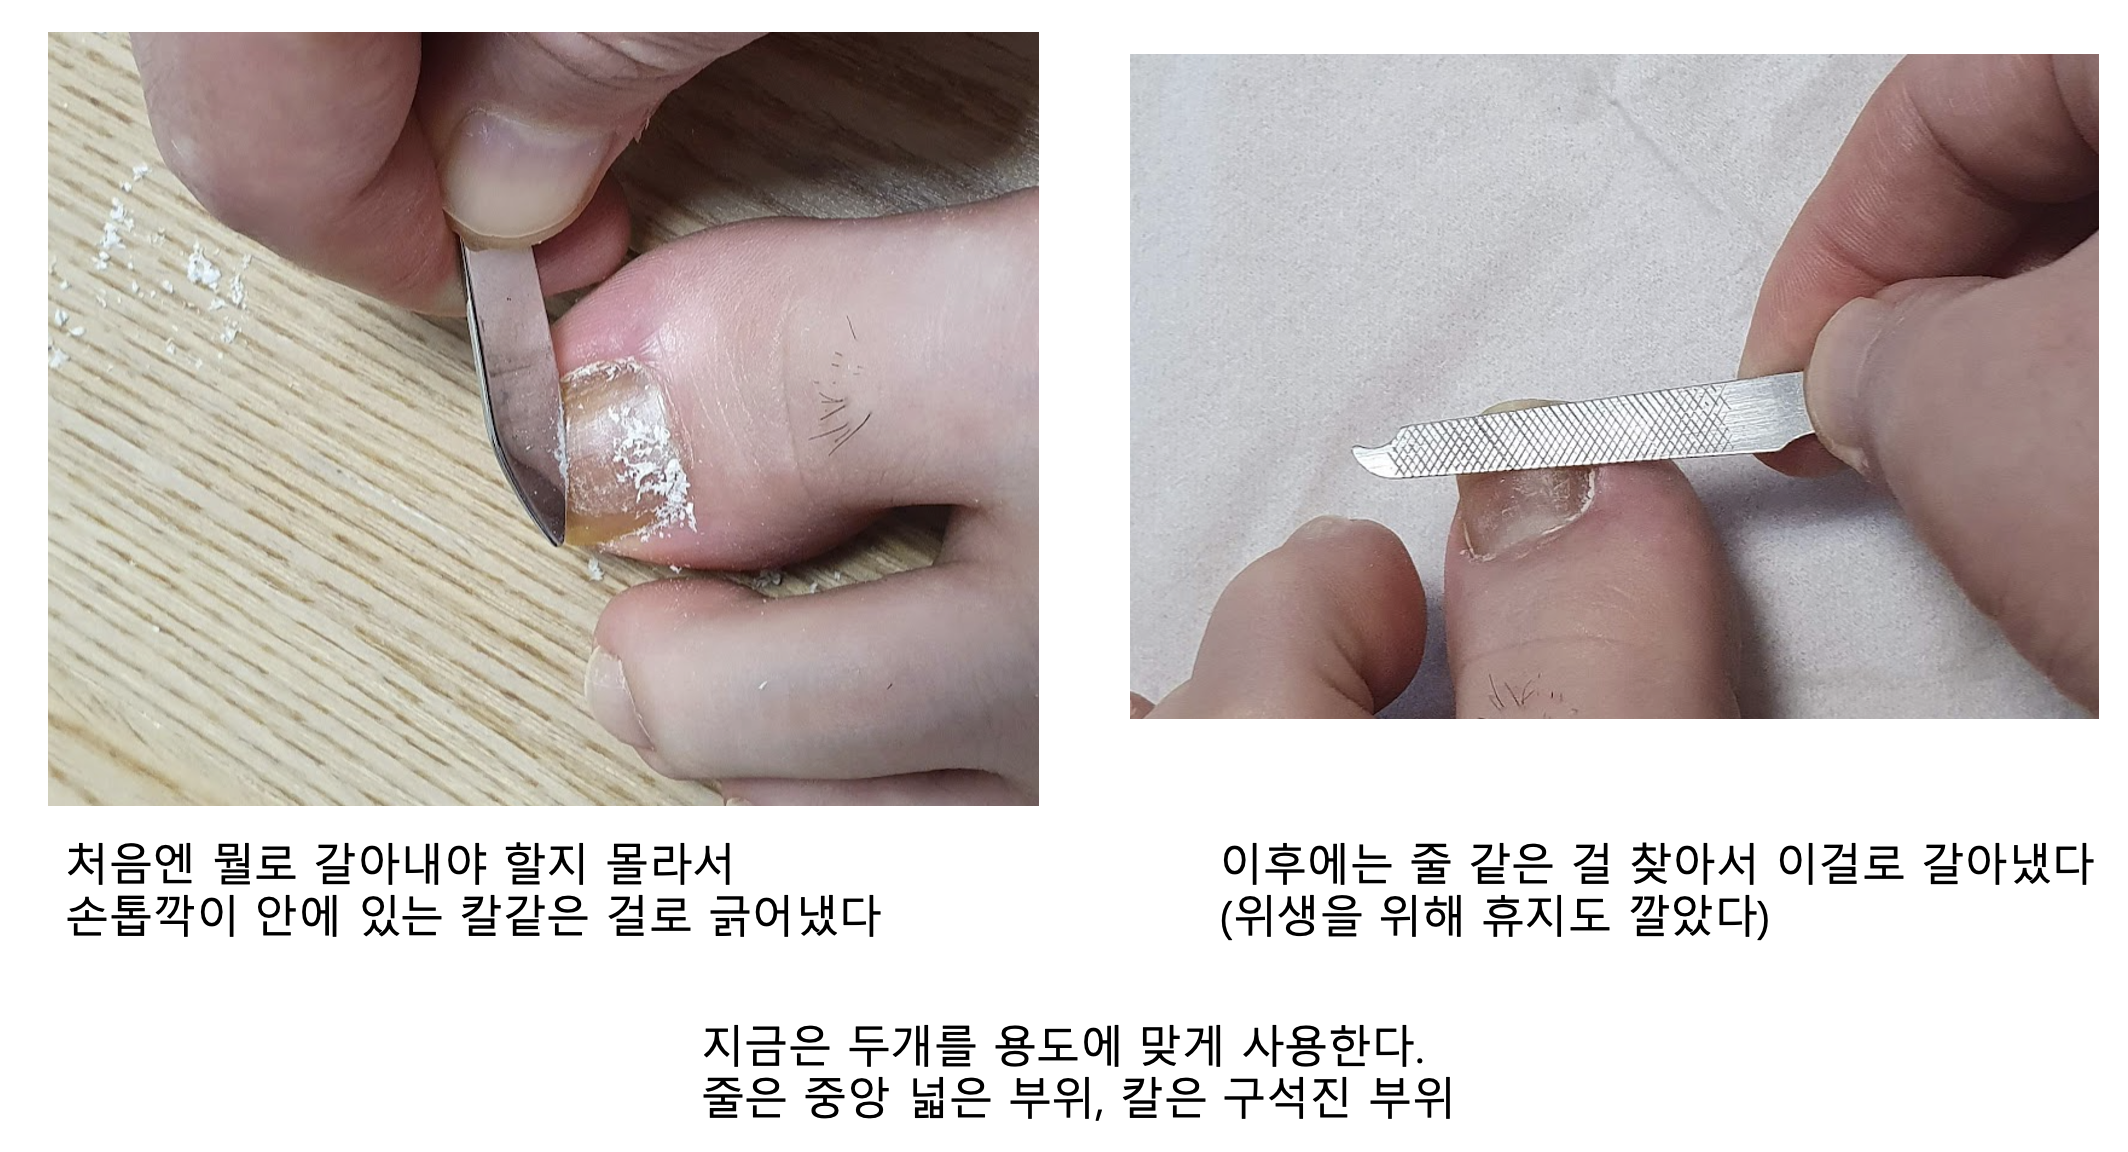 처음엔 뭘로 갈아내야 할지 몰라서
손톱깍이 안에 있는 칼같은 걸로 긁어냈다
이후에는 줄 같은 걸 찾아서 이걸로 갈아냈다
(위생을 위해 휴지도 깔았다)
지금은 두개를 용도에 맞게 사용한다.
줄은 중앙 넓은 부위, 칼은 구석진 부위